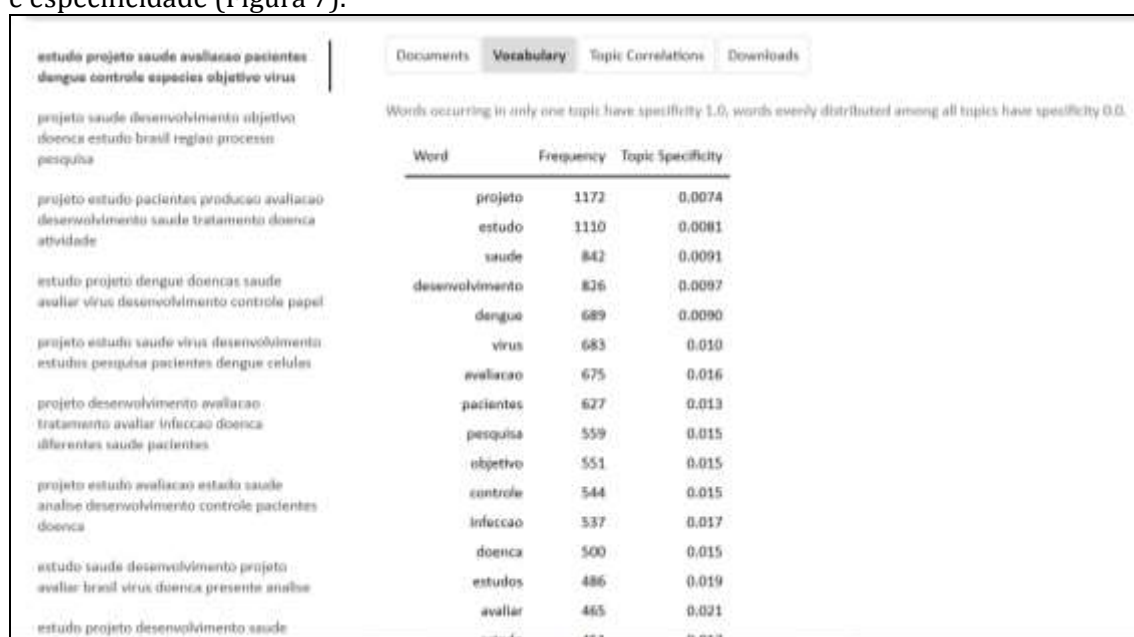 e especificidade (Figura 7).
estudo projeto saude avaliacao pacientes
dengue controle especies objetivo virus
projeto saude desenvolvimento objetivo
doenca estudo brasil regiao processo
pesquisa
projeto estudo pacientes producao avaliacao
desenvolvimento saude tratamento doenca
atividade
estudo projeto dengue doencas saude
avaliar virus desenvolvimento controle papel
projeto estudo saude virus desenvolvimento
estudos pesquisa pacientes dengue celulas
projeto desenvolvimento avaliacao
tratamento avaliar infeccao doenca
diferentes saude pacientes
projeto estudo avaliacao estado saude
analise desenvolvimento controle pacientes
doenca
estudo saude desenvolvimento projeto
avaliar brasil virus doenca presente analise
estudo projeto desenvolvimento saude
Documents Vocabulary Topic Correlations Downloads
Words occurring in only one topic have specificity 1.0, words evenly distributed among all topics have specificity 0.0.
Word Frequency Topic Specificity
projeto 1172 0.0074
estudo 1110 0.0081
saude 842 0.0091
desenvolvimento 826 0.0097
dengue 689 0.0090
virus 683 0.010
avaliacao 675 0.016
pacientes 627 0.013
pesquisa 559 0.015
objetivo 551 0.015
controle 544 0.015
infeccao 537 0.017
doenca 500 0.015
estudos 486 0.019
avaliar 465 0.021